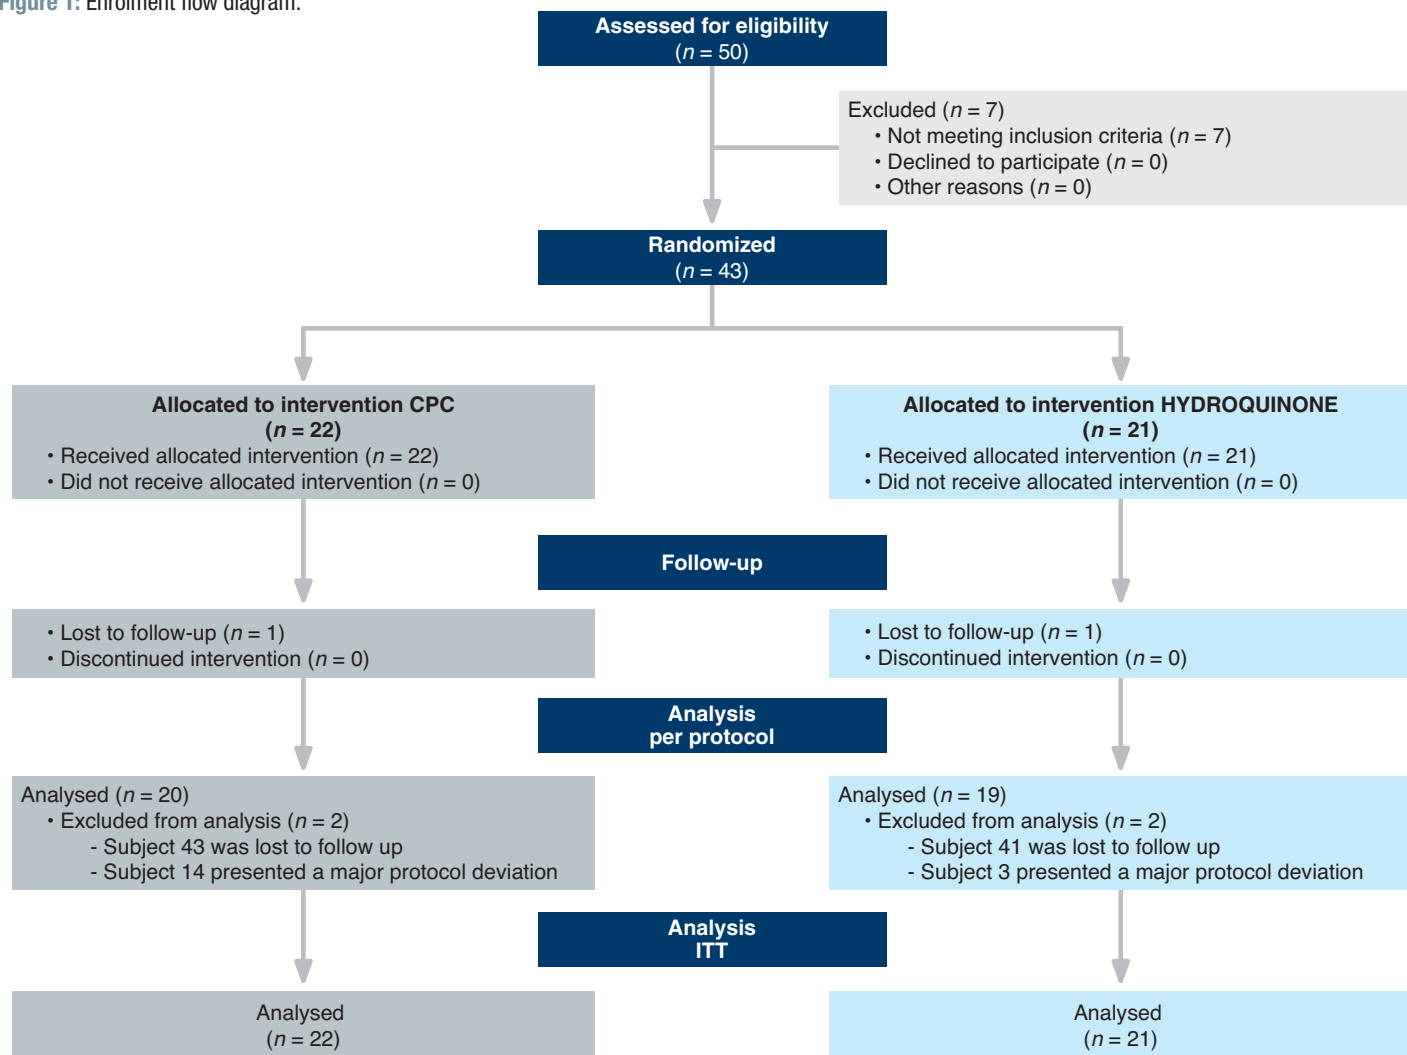 Figure 1: Enrolment flow diagram.
Assessed for eligibility
(n = 50)
Excluded (n = 7)
• Not meeting inclusion criteria (n = 7)
• Declined to participate (n = 0)
• Other reasons (n = 0)
Randomized
(n = 43)
Allocated to intervention CPC
(n = 22)
• Received allocated intervention (n = 22)
• Did not receive allocated intervention (n = 0)
Allocated to intervention HYDROQUINONE
(n = 21)
• Received allocated intervention (n = 21)
• Did not receive allocated intervention (n = 0)
Follow-up
• Lost to follow-up (n = 1)
• Discontinued intervention (n = 0)
• Lost to follow-up (n = 1)
• Discontinued intervention (n = 0)
Analysis
per protocol
Analysed (n = 20)
• Excluded from analysis (n = 2)
- Subject 43 was lost to follow up
- Subject 14 presented a major protocol deviation
Analysed (n = 19)
• Excluded from analysis (n = 2)
- Subject 41 was lost to follow up
- Subject 3 presented a major protocol deviation
Analysis
ITT
Analysed
(n = 22)
Analysed
(n = 21)